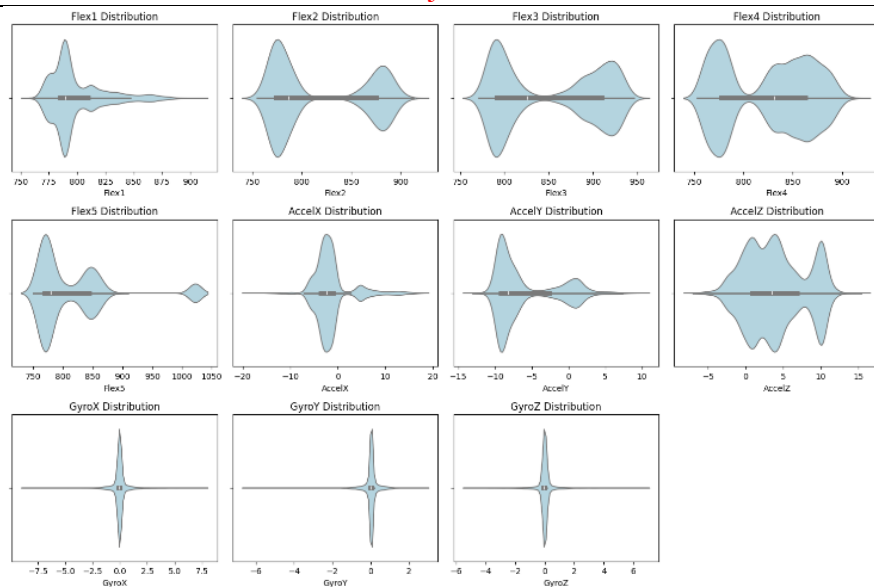 Flex1 Distribution
Flex2 Distribution
Flex3 Distribution
Flex4 Distribution
750 775 800 825 850 875 900
750 800 850 900
750 800 850 900 950
750 800 850 900
Flex1
Flex2
Flex3
Flex4
Flex5 Distribution
AccelX Distribution
AccelY Distribution
AccelZ Distribution
750 800 850 900 950 1000 1050
−20 −10 0 10 20
−15 −10 −5 0 5 10
−5 0 5 10 15
Flex5
AccelX
AccelY
AccelZ
GyroX Distribution
GyroY Distribution
GyroZ Distribution
−7.5 −5.0 −2.5 0.0 2.5 5.0 7.5
−6 −4 −2 0 2
−6 −4 −2 0 2 4 6
GyroX
GyroY
GyroZ